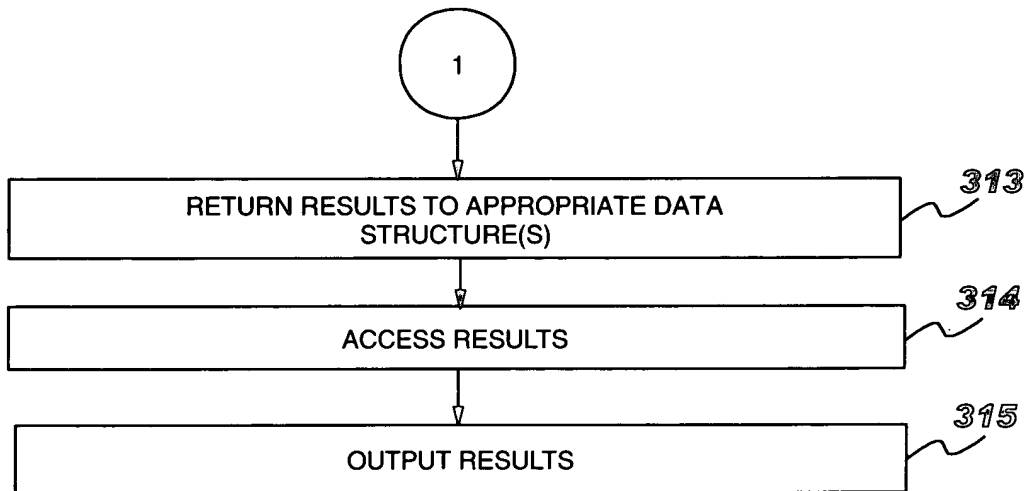 1
RETURN RESULTS TO APPROPRIATE DATA
STRUCTURE(S)
313
ACCESS RESULTS
314
OUTPUT RESULTS
315